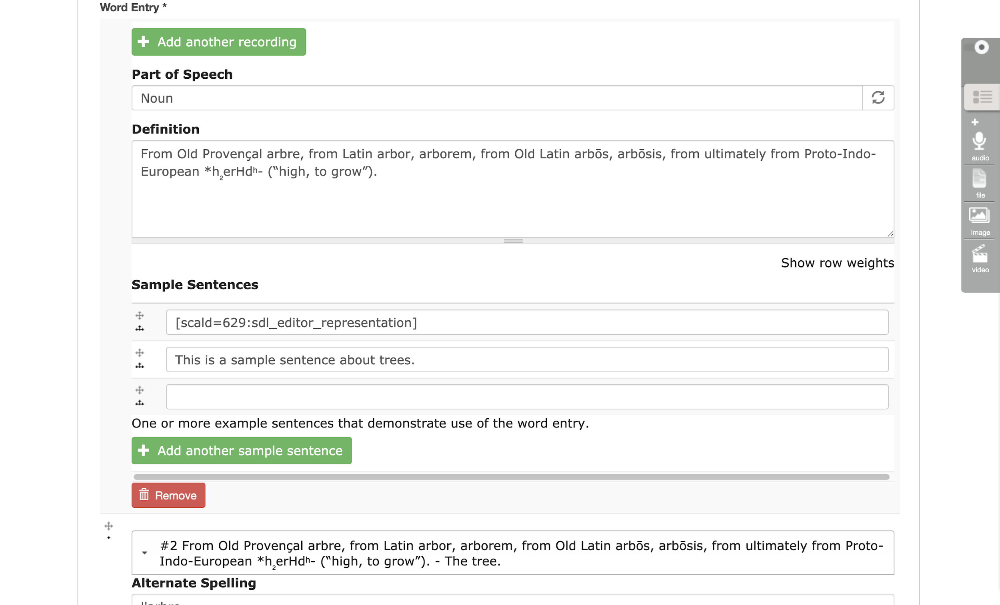 Word Entry *
Add another recording
Part of Speech
Noun
Definition
From Old Provençal arbre, from Latin arbor, arborem, from Old Latin arbōs, arbōsis, from ultimately from Proto-Indo-
European *h₂erHdʰ- (“high, to grow”).
Show row weights
Sample Sentences
[scald=629:sdl_editor_representation]
This is a sample sentence about trees.
One or more example sentences that demonstrate use of the word entry.
Add another sample sentence
Remove
#2 From Old Provençal arbre, from Latin arbor, arborem, from Old Latin arbōs, arbōsis, from ultimately from Proto-
Indo-European *h₂erHdʰ- (“high, to grow”). - The tree.
Alternate Spelling
audio
file
image
video